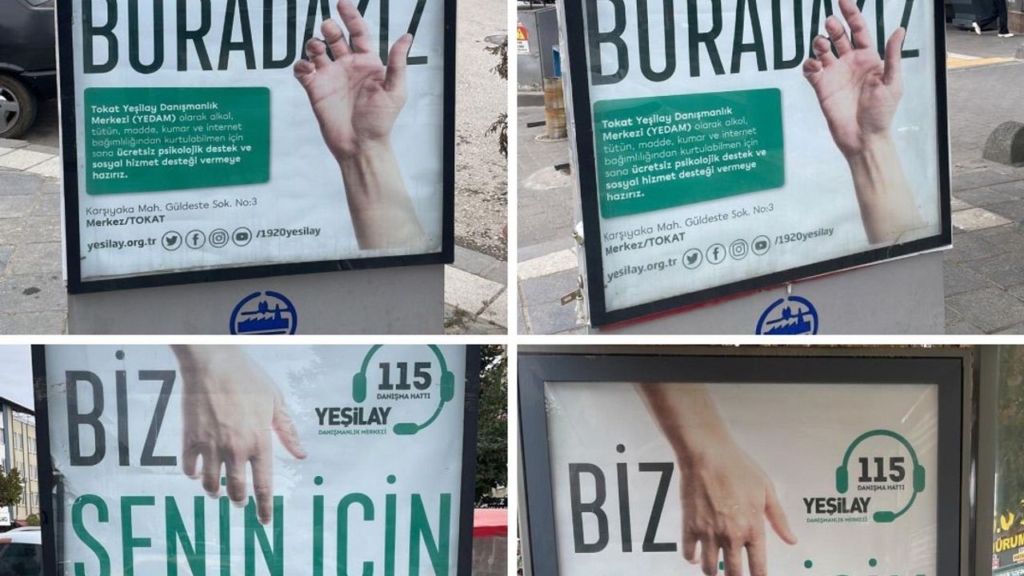 BURADAYIZ
Tokat Yeşilay Danışmanlık
Merkezi (YEDAM) olarak alkol,
tütün, madde, kumar ve internet
bağımlılığından kurtulabilmen için
sana ücretsiz psikolojik destek ve
sosyal hizmet desteği vermeye
hazırız.
Karşıyaka Mah. Güldeste Sok. No:3
Merkez/TOKAT
yesilay.org.tr /1920yesilay
BURADAYIZ
Tokat Yeşilay Danışmanlık
Merkezi (YEDAM) olarak alkol,
tütün, madde, kumar ve internet
bağımlılığından kurtulabilmen için
sana ücretsiz psikolojik destek ve
sosyal hizmet desteği vermeye
hazırız.
Karşıyaka Mah. Güldeste Sok. No:3
Merkez/TOKAT
yesilay.org.tr /1920yesilay
BİZ
115
DANIŞMA HATTI
YEŞİLAY
DANIŞMANLIK MERKEZİ
SENİN İÇİN
BİZ
115
DANIŞMA HATTI
YEŞİLAY
DANIŞMANLIK MERKEZİ